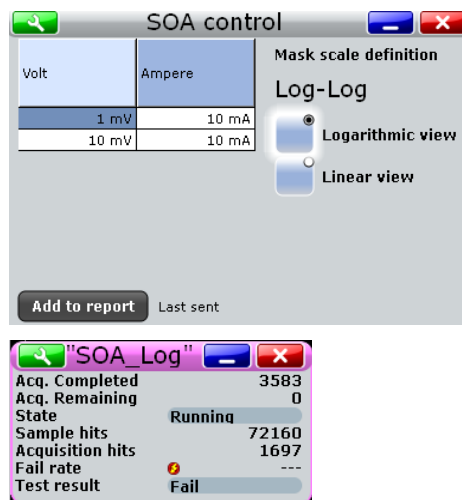 SOA control
Volt Ampere
1 mV 10 mA
10 mV 10 mA
Mask scale definition
Log-Log
Logarithmic view
Linear view
Add to report Last sent
"SOA_Log"
Acq. Completed 3583
Acq. Remaining 0
State Running
Sample hits 72160
Acquisition hits 1697
Fail rate ---
Test result Fail